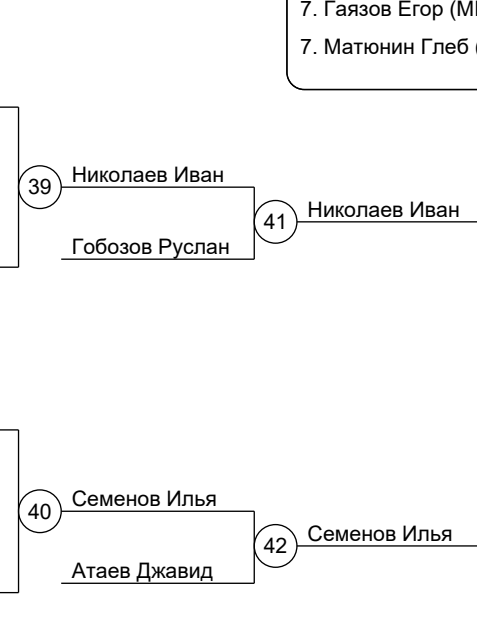 7. Гаязов Егор
7. Матюнин Глеб
39
Николаев Иван
41
Николаев Иван
Гобозов Руслан
40
Семенов Илья
42
Семенов Илья
Атаев Джавид